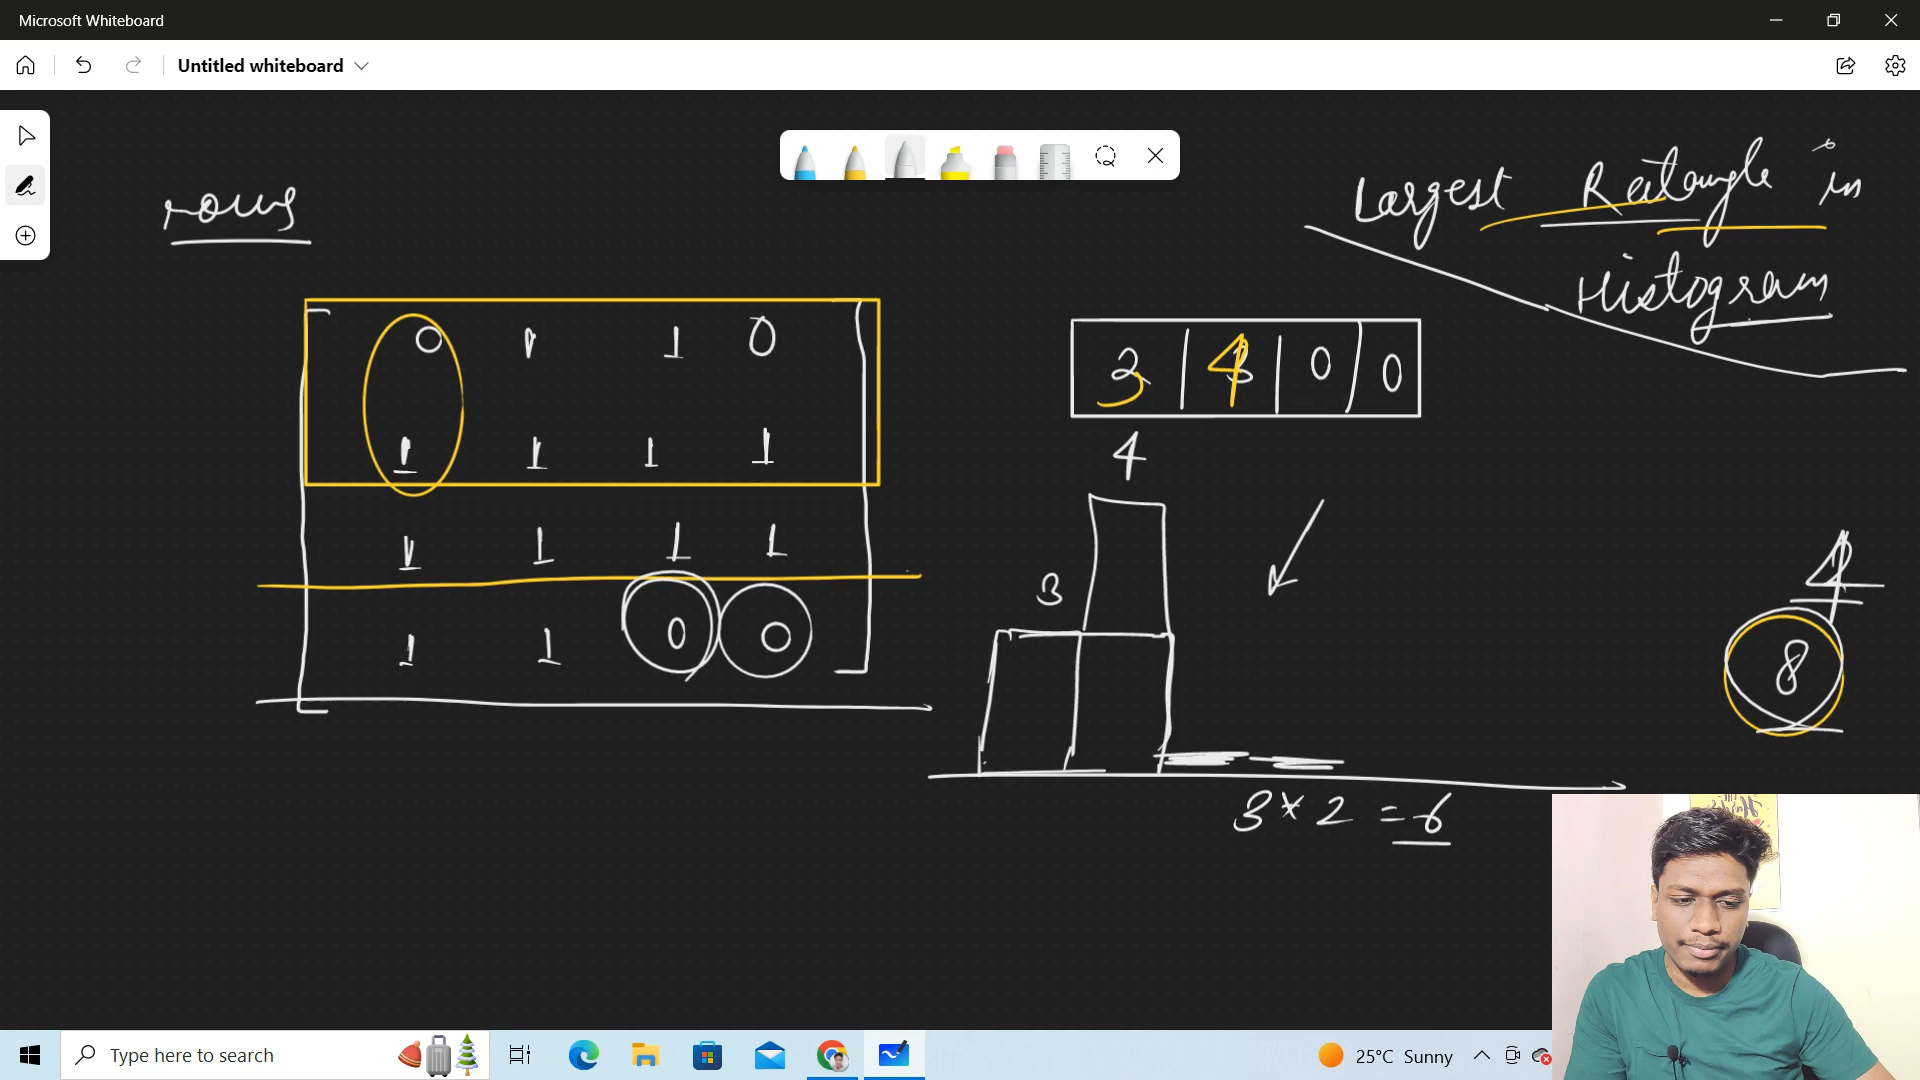 Microsoft Whiteboard
Untitled whiteboard
rows
Largest Rectangle in
Histogram
0 1 1 0
1 1 1 1
1 1 1 1
1 1 0 0
3 4 0 0
4
3
3 * 2 = 6
4
8
Type here to search
25°C Sunny